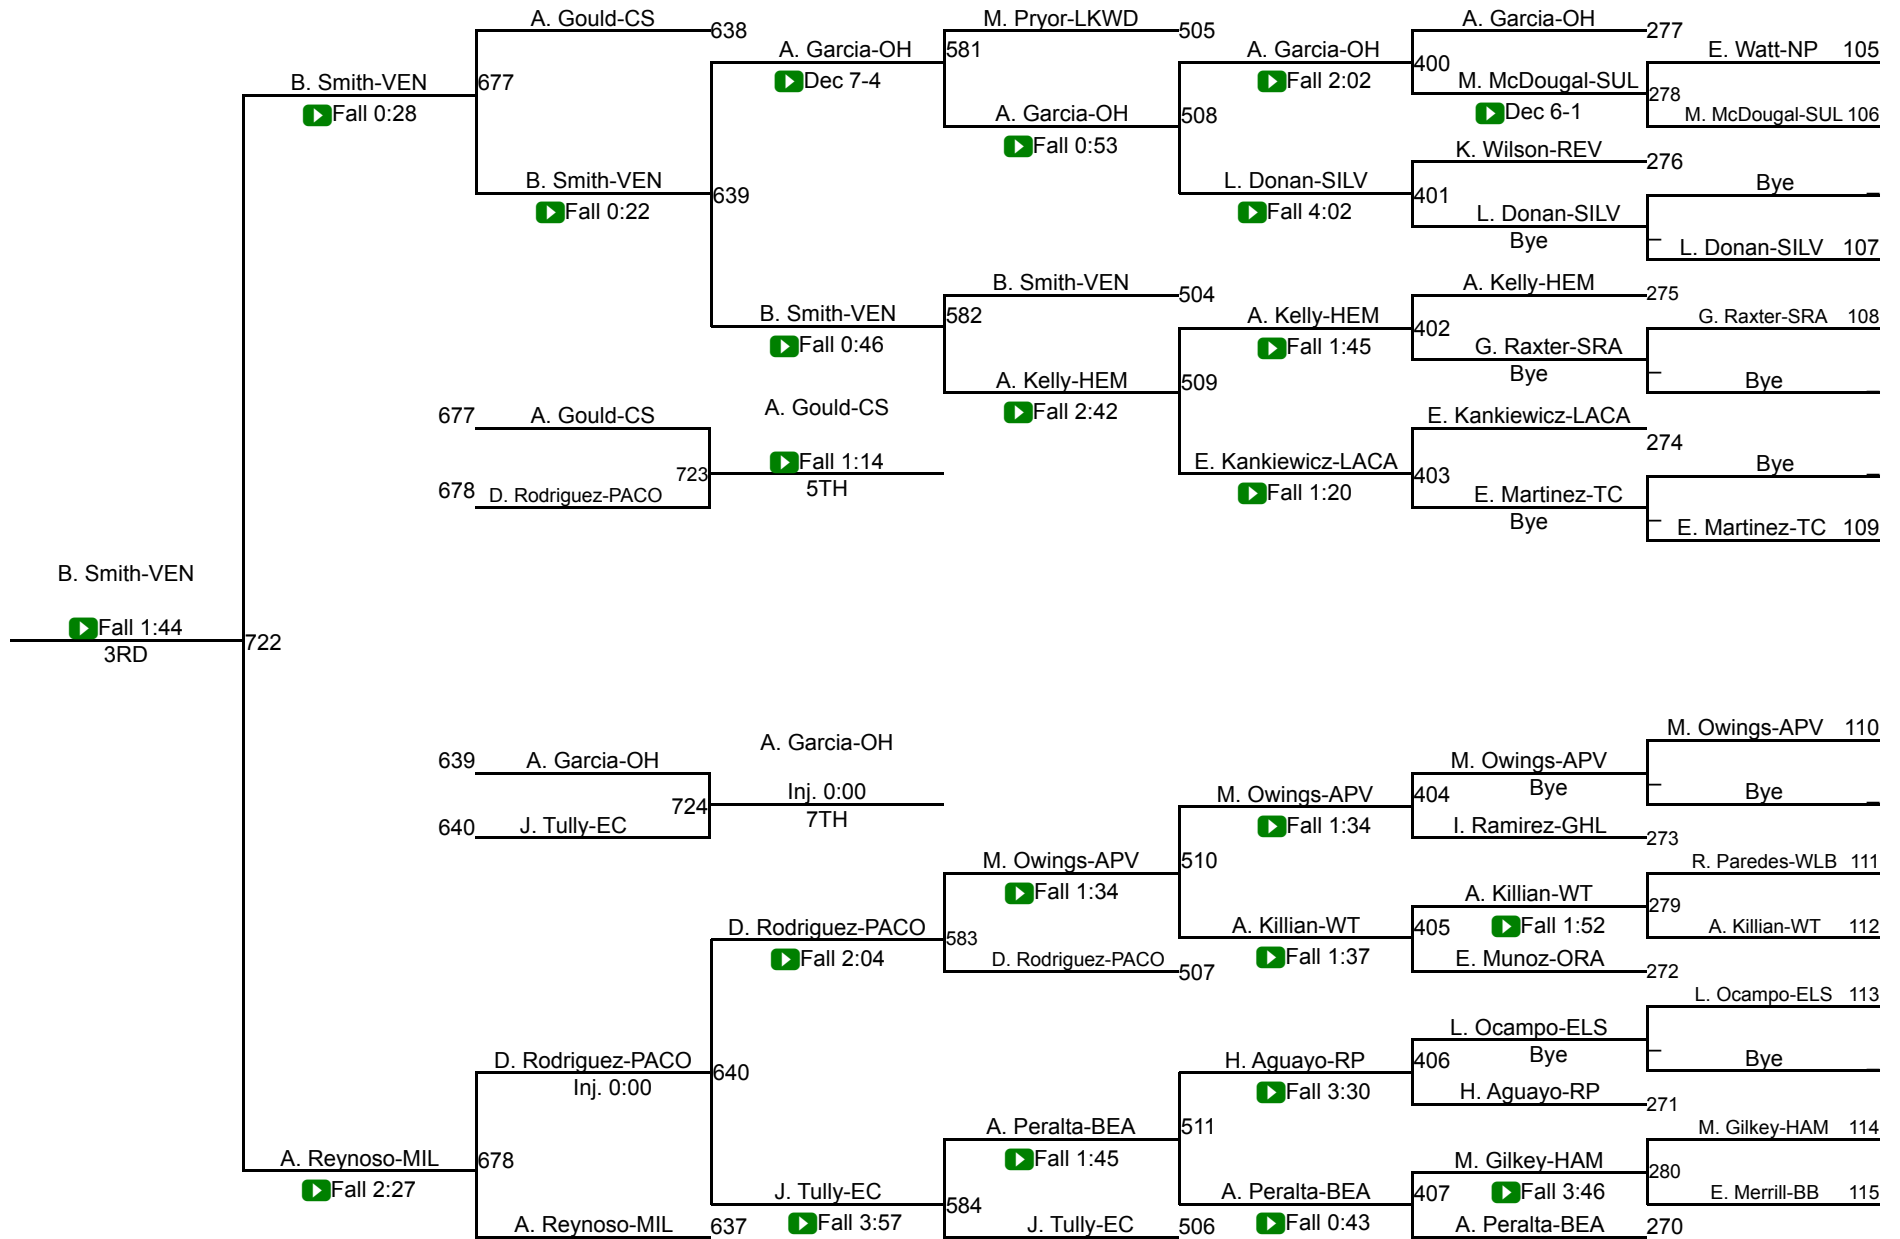 A. Gould-CS
638
M. Pryor-LKWD
505
A. Garcia-OH
277
A. Garcia-OH
581
A. Garcia-OH
400
E. Watt-NP 105
B. Smith-VEN
677
Dec 7-4
Fall 2:02
M. McDougal-SUL
278
Fall 0:28
A. Garcia-OH
508
Dec 6-1
M. McDougal-SUL 106
Fall 0:53
K. Wilson-REV
276
B. Smith-VEN
639
L. Donan-SILV
401
Bye
Fall 0:22
Fall 4:02
L. Donan-SILV
Bye
L. Donan-SILV 107
B. Smith-VEN
504
A. Kelly-HEM
275
B. Smith-VEN
582
A. Kelly-HEM
402
G. Raxter-SRA 108
Fall 0:46
Fall 1:45
G. Raxter-SRA
Bye
Bye
A. Kelly-HEM
509
677
A. Gould-CS
A. Gould-CS
Fall 2:42
E. Kankiewicz-LACA
274
Fall 1:14
E. Kankiewicz-LACA
403
Bye
678
D. Rodriguez-PACO
723
5TH
Fall 1:20
E. Martinez-TC
Bye
E. Martinez-TC 109
B. Smith-VEN
Fall 1:44
722
3RD
M. Owings-APV 110
639
A. Garcia-OH
A. Garcia-OH
M. Owings-APV
Bye
Inj. 0:00
M. Owings-APV
404
Bye
640
J. Tully-EC
724
7TH
Fall 1:34
I. Ramirez-GHL
273
M. Owings-APV
510
R. Paredes-WLB 111
Fall 1:34
A. Killian-WT
279
D. Rodriguez-PACO
583
A. Killian-WT
405
Fall 1:52
A. Killian-WT 112
Fall 2:04
D. Rodriguez-PACO
507
Fall 1:37
E. Munoz-ORA
272
L. Ocampo-ELS 113
L. Ocampo-ELS
Bye
D. Rodriguez-PACO
640
H. Aguayo-RP
406
Bye
Inj. 0:00
Fall 3:30
H. Aguayo-RP
271
A. Peralta-BEA
511
M. Gilkey-HAM 114
A. Reynoso-MIL
678
Fall 1:45
M. Gilkey-HAM
280
Fall 2:27
J. Tully-EC
584
A. Peralta-BEA
407
Fall 3:46
E. Merrill-BB 115
A. Reynoso-MIL
637
Fall 3:57
J. Tully-EC
506
Fall 0:43
A. Peralta-BEA
270